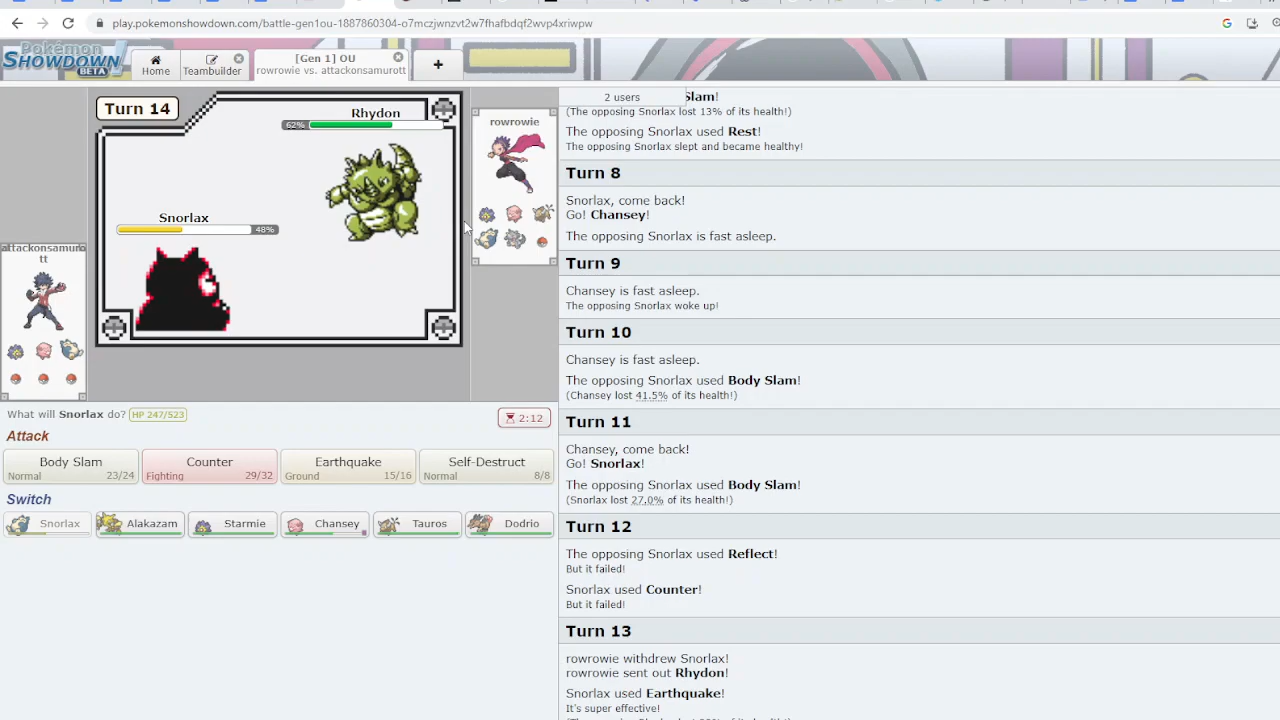 play.pokemonshowdown.com/battle-gen1ou-1887860304-o7mczjwnzvt2w7fhafbdqf2wvp4xriwpw
Pokémon
SHOWDOWN!
BETA
Home
Teambuilder
[Gen 1] OU
rowrowie vs. attackonsamurott
+
Turn 14
Rhydon
62%
Snorlax
48%
rowrowie
attackonsamuro
tt
2 users
Slam!
(The opposing Snorlax lost 13% of its health!)
The opposing Snorlax used Rest!
The opposing Snorlax slept and became healthy!
Turn 8
Snorlax, come back!
Go! Chansey!
The opposing Snorlax is fast asleep.
Turn 9
Chansey is fast asleep.
The opposing Snorlax woke up!
Turn 10
Chansey is fast asleep.
The opposing Snorlax used Body Slam!
(Chansey lost 41.5% of its health!)
Turn 11
Chansey, come back!
Go! Snorlax!
The opposing Snorlax used Body Slam!
(Snorlax lost 27.0% of its health!)
Turn 12
The opposing Snorlax used Reflect!
But it failed!
Snorlax used Counter!
But it failed!
Turn 13
rowrowie withdrew Snorlax!
rowrowie sent out Rhydon!
Snorlax used Earthquake!
It's super effective!
What will Snorlax do? HP 247/523
2:12
Attack
Body Slam
Normal 23/24
Counter
Fighting 29/32
Earthquake
Ground 15/16
Self-Destruct
Normal 8/8
Switch
Snorlax
Alakazam
Starmie
Chansey
Tauros
Dodrio